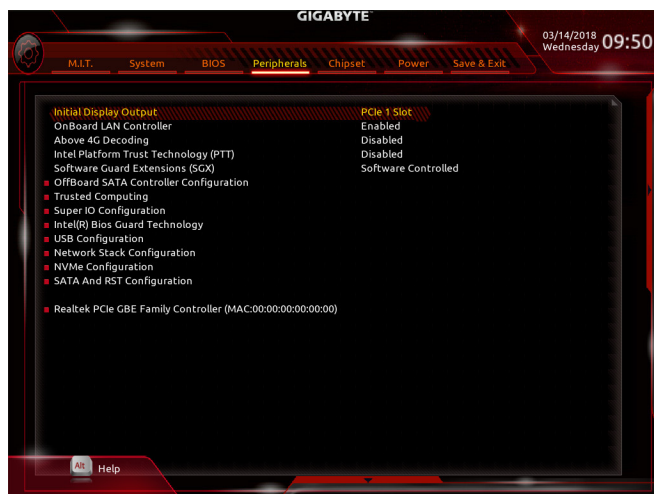 GIGABYTE™
03/14/2018
Wednesday
09:50
M.I.T. System BIOS Peripherals Chipset Power Save & Exit
Initial Display Output PCIe 1 Slot
OnBoard LAN Controller Enabled
Above 4G Decoding Disabled
Intel Platform Trust Technology (PTT) Disabled
Software Guard Extensions (SGX) Software Controlled
OffBoard SATA Controller Configuration
Trusted Computing
Super IO Configuration
Intel(R) Bios Guard Technology
USB Configuration
Network Stack Configuration
NVMe Configuration
SATA And RST Configuration
Realtek PCIe GBE Family Controller (MAC:00:00:00:00:00:00)
Alt Help